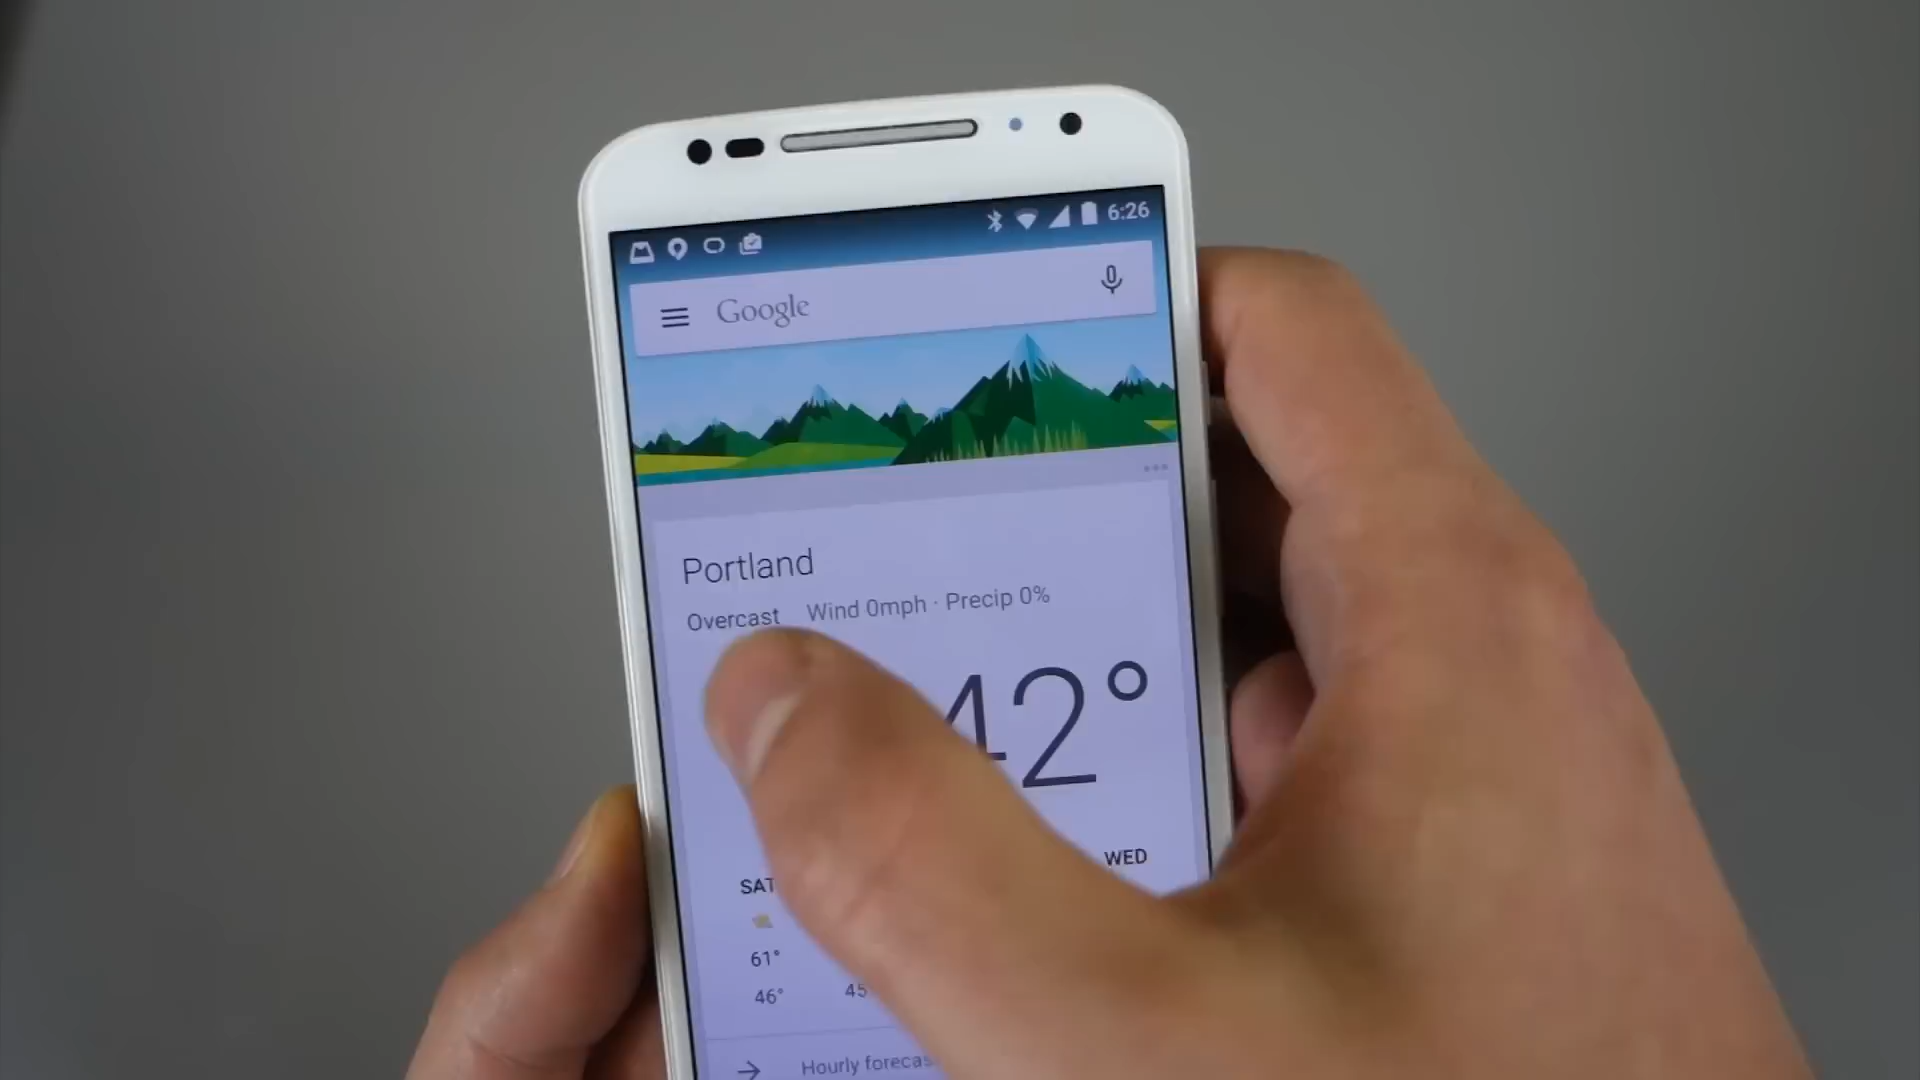 6:26
Google
Portland
Overcast Wind 0mph · Precip 0%
42°
SAT WED
61°
46° 45
Hourly forecas